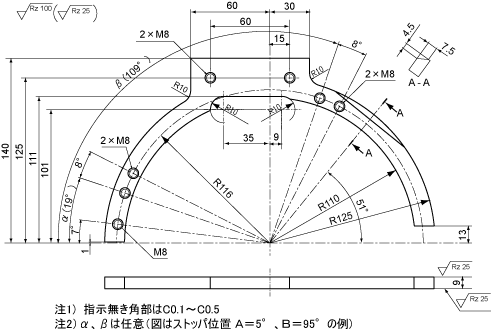 Rz 100 ( Rz 25 )
60
30
60
15
8°
4.5
7.5
A - A
2×M8
2×M8
β (109°)
R10
R10
R10
R10
A
A
140
125
111
101
2×M8
35
9
8°
α (19°)
7°
R116
R110
R125
51°
M8
1
13
Rz 25
9
Rz 25
注1) 指示無き角部はC0.1～C0.5
注2) α、βは任意(図はストッパ位置 A=5°、B=95°の例)